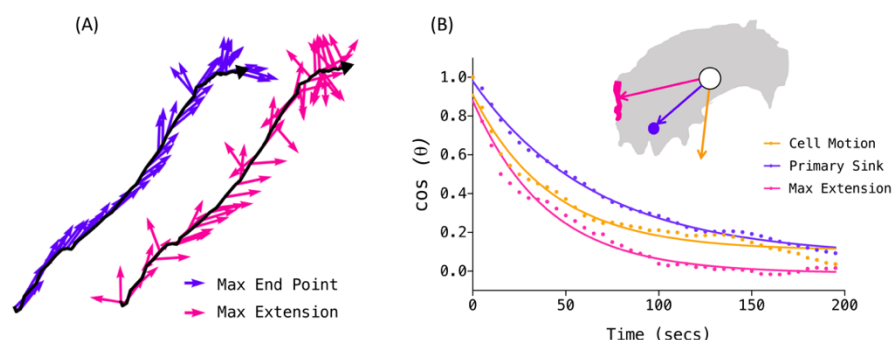 (A)
Max End Point
Max Extension
(B)
cos (θ)
1.0
0.8
0.6
0.4
0.2
0.0
0
50
100
150
200
Time (secs)
Cell Motion
Primary Sink
Max Extension